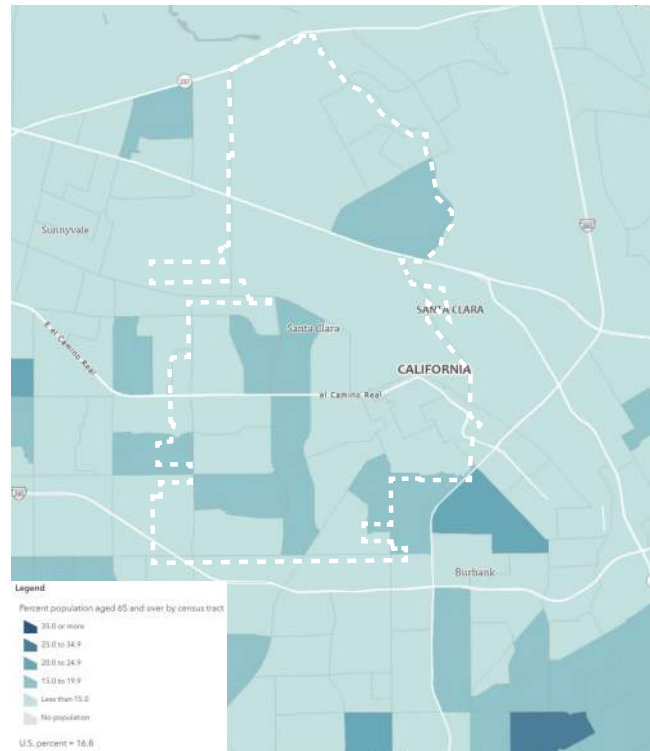 237
Sunnyvale
SANTA CLARA
Santa Clara
E el Camino Real
CALIFORNIA
el Camino Real
280
Burbank
Legend
Percent population aged 65 and over by census tract
35.0 or more
25.0 to 34.9
20.0 to 24.9
15.0 to 19.9
Less than 15.0
No population
U.S. percent = 16.8